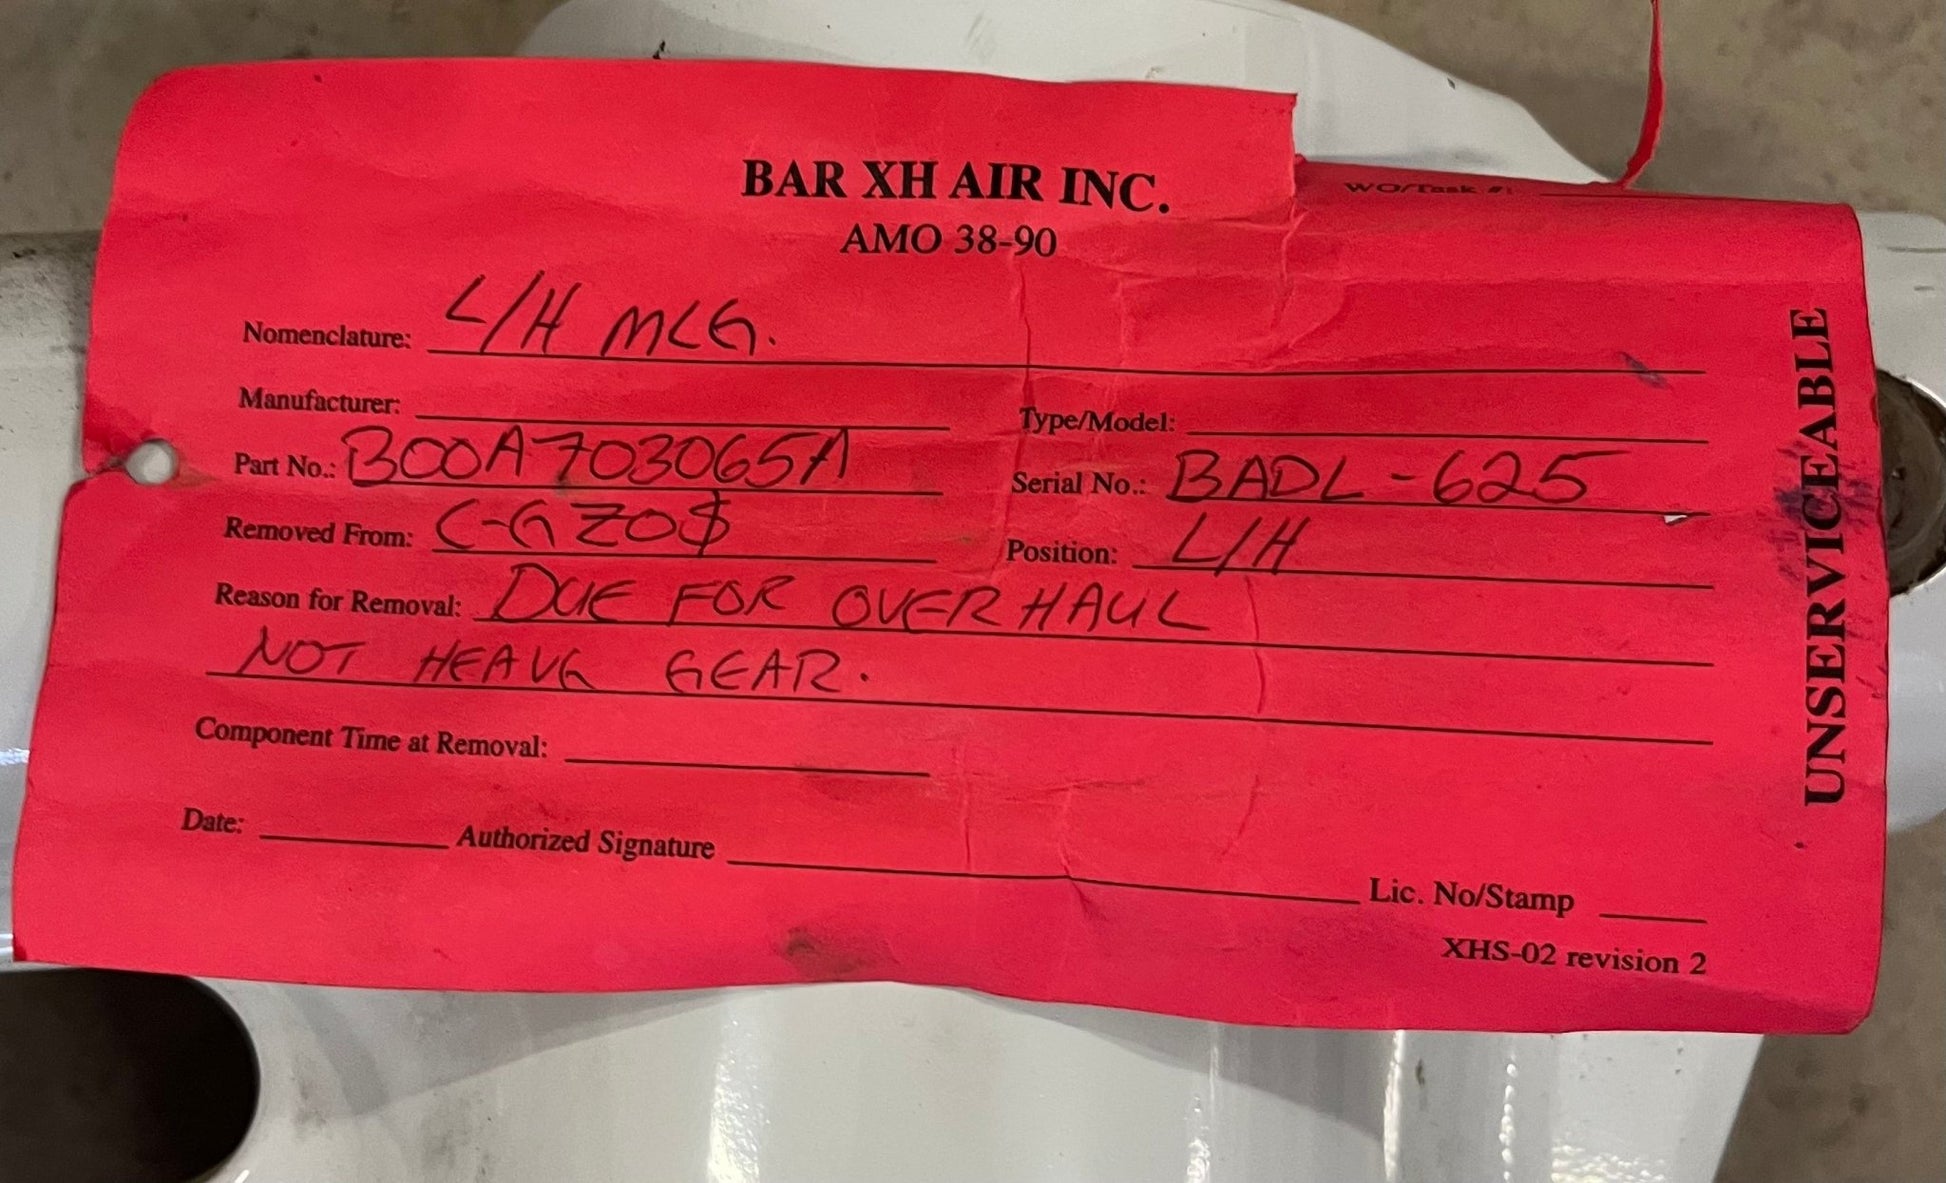 BAR XH AIR INC.
WO/Task #:
AMO 38-90
Nomenclature: L/H MLG.
Manufacturer: Type/Model:
Part No.: B00A703065A Serial No.: BADL-625
Removed From: Position: L/H
Reason for Removal: DUE FOR OVERHAUL
NOT HEAVY GEAR.
Component Time at Removal:
Date: Authorized Signature
Lic. No/Stamp
XHS-02 revision 2
UNSERVICEABLE